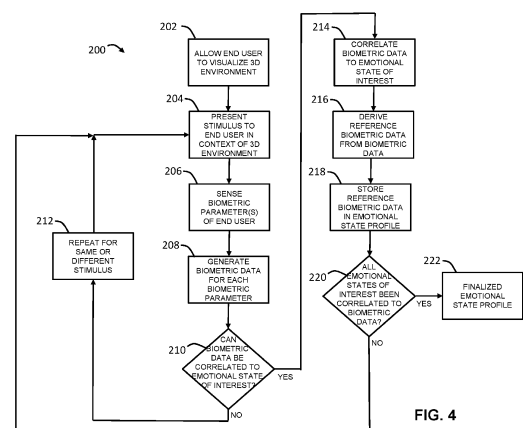 200
202
ALLOW END USER
TO VISUALIZE 3D
ENVIRONMENT
204
PRESENT
STIMULUS TO
END USER IN
CONTEXT OF 3D
ENVIRONMENT
206
SENSE
BIOMETRIC
PARAMETER(S)
OF END USER
208
GENERATE
BIOMETRIC DATA
FOR EACH
BIOMETRIC
PARAMETER
210
CAN
BIOMETRIC
DATA BE
CORRELATED TO
EMOTIONAL STATE
OF INTEREST?
YES
NO
212
REPEAT FOR
SAME OR
DIFFERENT
STIMULUS
214
CORRELATE
BIOMETRIC DATA
TO EMOTIONAL
STATE OF
INTEREST
216
DERIVE
REFERENCE
BIOMETRIC DATA
FROM BIOMETRIC
DATA
218
STORE
REFERENCE
BIOMETRIC DATA
IN EMOTIONAL
STATE PROFILE
220
ALL
EMOTIONAL
STATES OF
INTEREST BEEN
CORRELATED TO
BIOMETRIC
DATA?
YES
NO
222
FINALIZED
EMOTIONAL
STATE PROFILE
FIG. 4